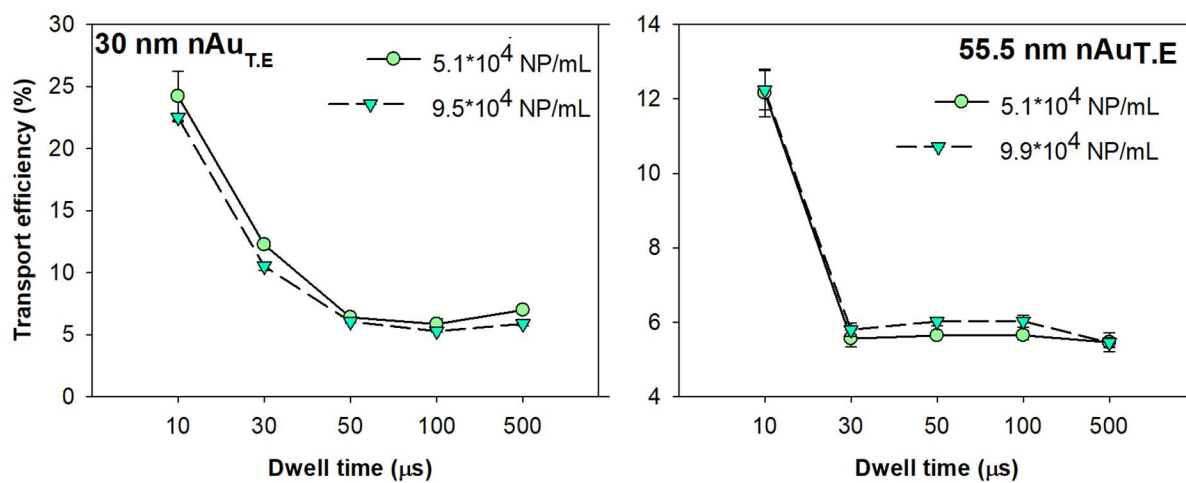 30 nm nAuT.E
5.1*10^4 NP/mL
9.5*10^4 NP/mL
Transport efficiency (%)
30
25
20
15
10
5
0
10 30 50 100 500
Dwell time (μs)
55.5 nm nAuT.E
5.1*10^4 NP/mL
9.9*10^4 NP/mL
14
12
10
8
6
4
10 30 50 100 500
Dwell time (μs)